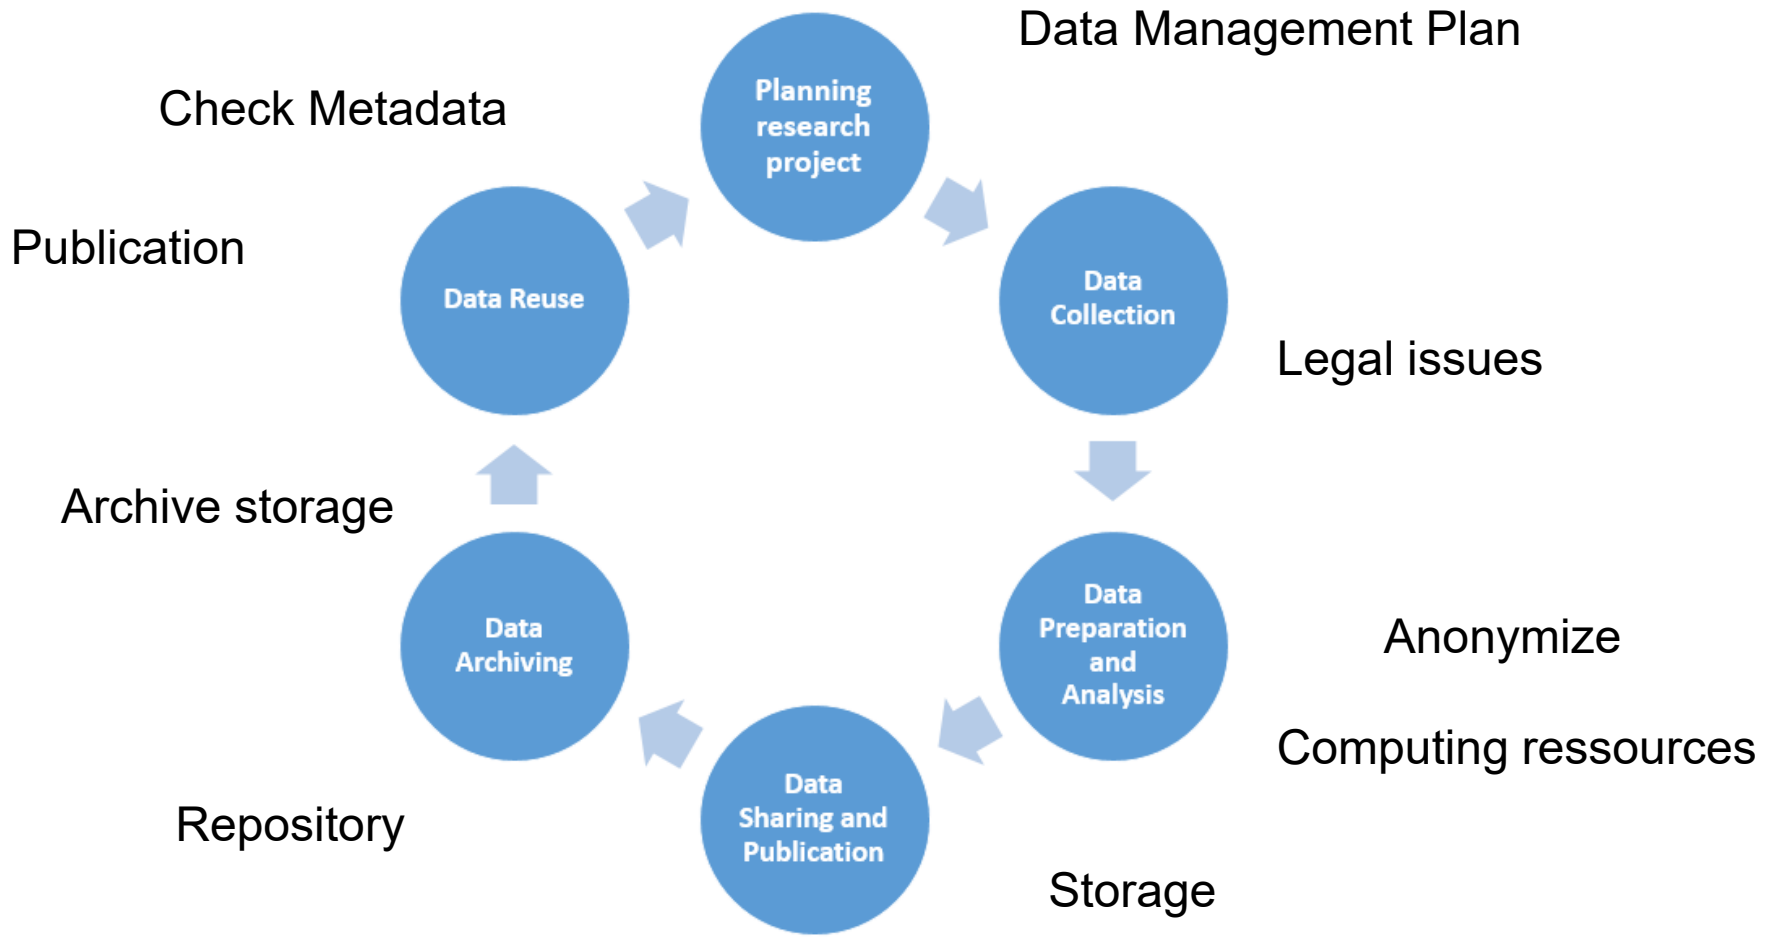 Data Management Plan
Planning
research
project
Check Metadata
Publication
Data Reuse
Data
Collection
Legal issues
Archive storage
Data
Archiving
Data
Preparation
and
Analysis
Anonymize
Computing ressources
Data
Sharing and
Publication
Repository
Storage